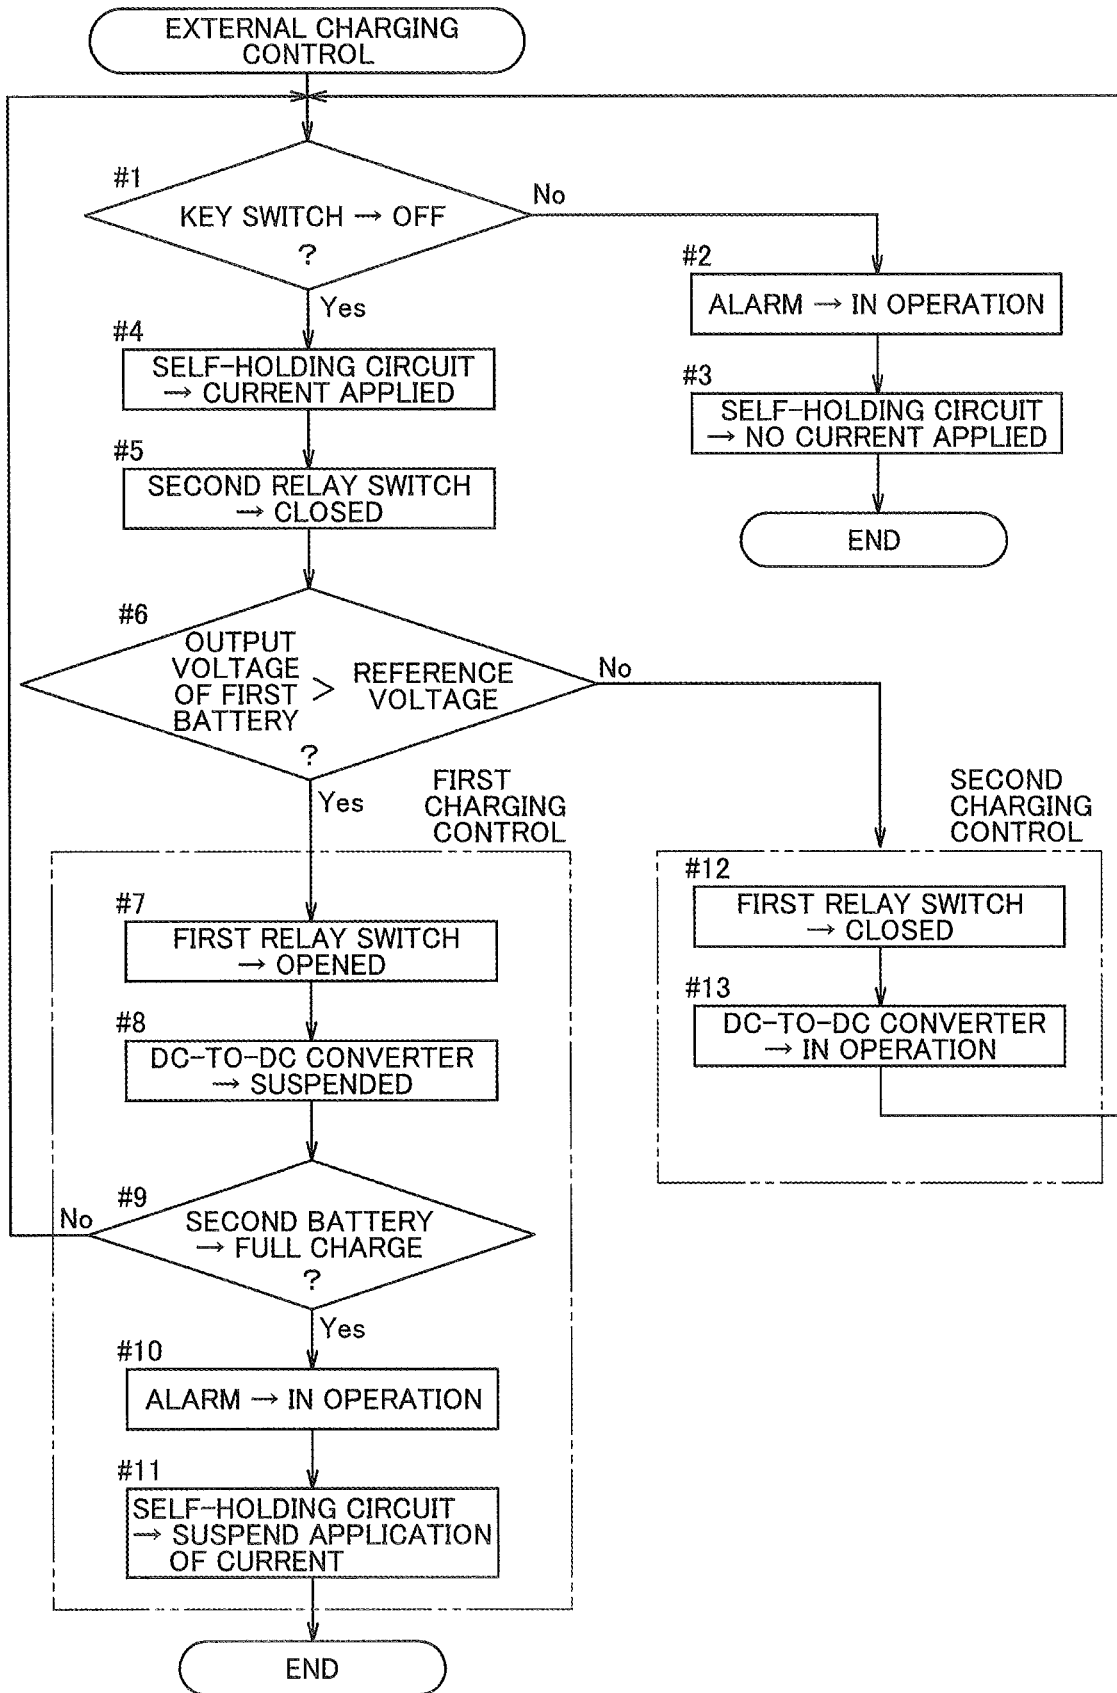 EXTERNAL CHARGING
CONTROL
#1
KEY SWITCH → OFF
?
No
Yes
#2
ALARM → IN OPERATION
#3
SELF-HOLDING CIRCUIT
→ NO CURRENT APPLIED
END
#4
SELF-HOLDING CIRCUIT
→ CURRENT APPLIED
#5
SECOND RELAY SWITCH
→ CLOSED
#6
OUTPUT
VOLTAGE
OF FIRST
BATTERY
>
REFERENCE
VOLTAGE
?
No
Yes
FIRST
CHARGING
CONTROL
#7
FIRST RELAY SWITCH
→ OPENED
#8
DC-TO-DC CONVERTER
→ SUSPENDED
#9
No
SECOND BATTERY
→ FULL CHARGE
?
Yes
#10
ALARM → IN OPERATION
#11
SELF-HOLDING CIRCUIT
→ SUSPEND APPLICATION
OF CURRENT
END
SECOND
CHARGING
CONTROL
#12
FIRST RELAY SWITCH
→ CLOSED
#13
DC-TO-DC CONVERTER
→ IN OPERATION